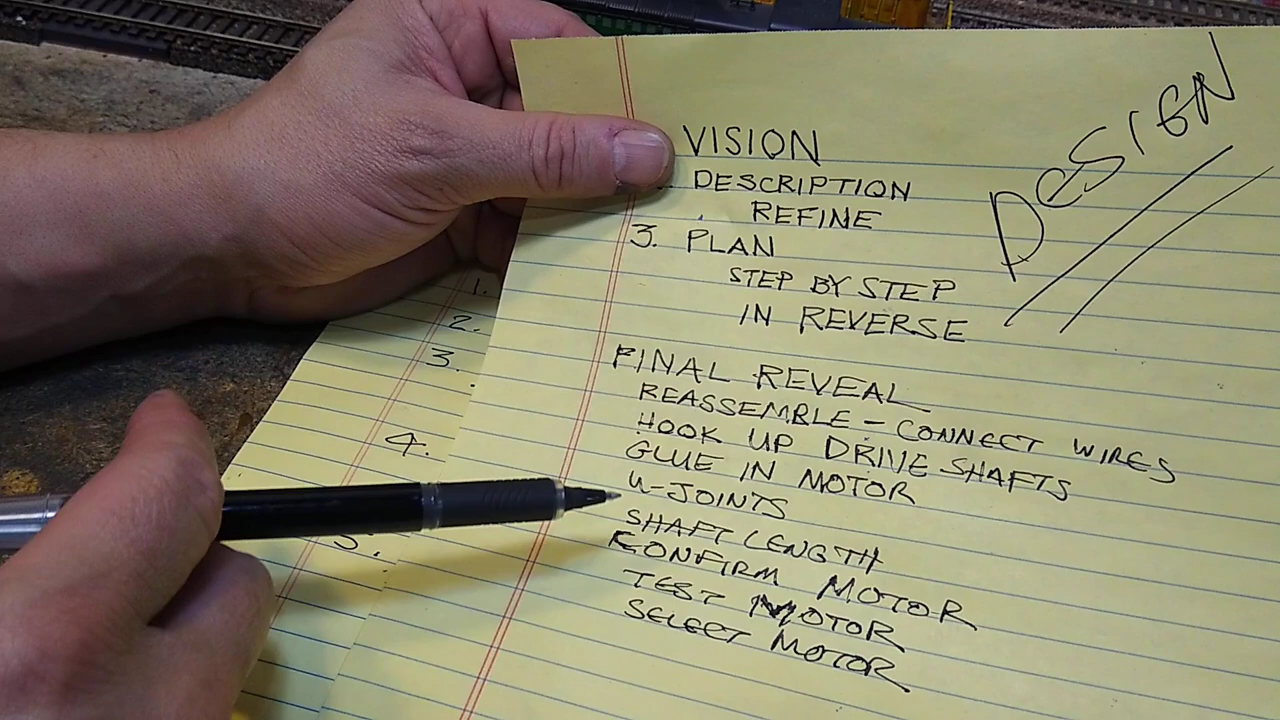 VISION
DESCRIPTION
REFINE
3. PLAN
STEP BY STEP
IN REVERSE
DESIGN
FINAL REVEAL
REASSEMBLE - CONNECT WIRES
HOOK UP DRIVE SHAFTS
GLUE IN MOTOR
U-JOINTS
SHAFT LENGTH
CONFIRM MOTOR
TEST MOTOR
SELECT MOTOR
1.
2.
3.
4.
5.